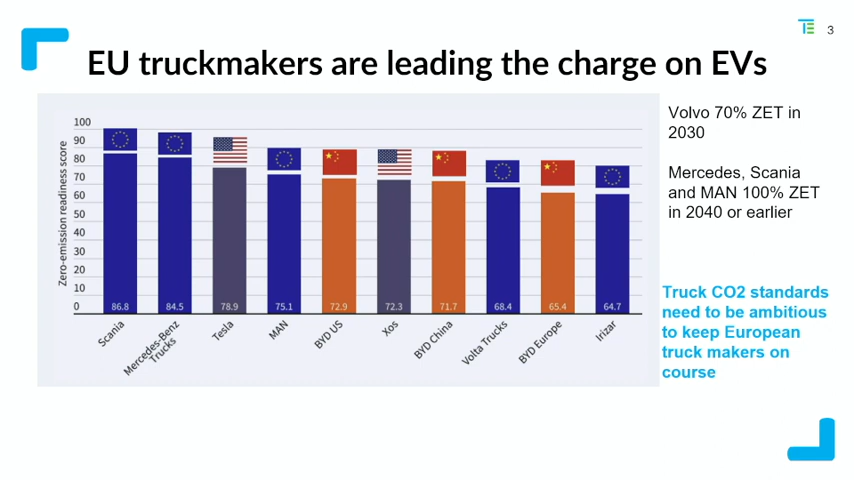 TE
3
EU truckmakers are leading the charge on EVs
Zero-emission readiness score
100
90
80
70
60
50
40
30
20
10
0
86.8
84.5
78.9
75.1
72.9
72.3
71.7
68.4
65.4
64.7
Scania
Mercedes-Benz
Trucks
Tesla
MAN
BYD US
Xos
BYD China
Volta Trucks
BYD Europe
Irizar
Volvo 70% ZET in
2030
Mercedes, Scania
and MAN 100% ZET
in 2040 or earlier
Truck CO2 standards
need to be ambitious
to keep European
truck makers on
course